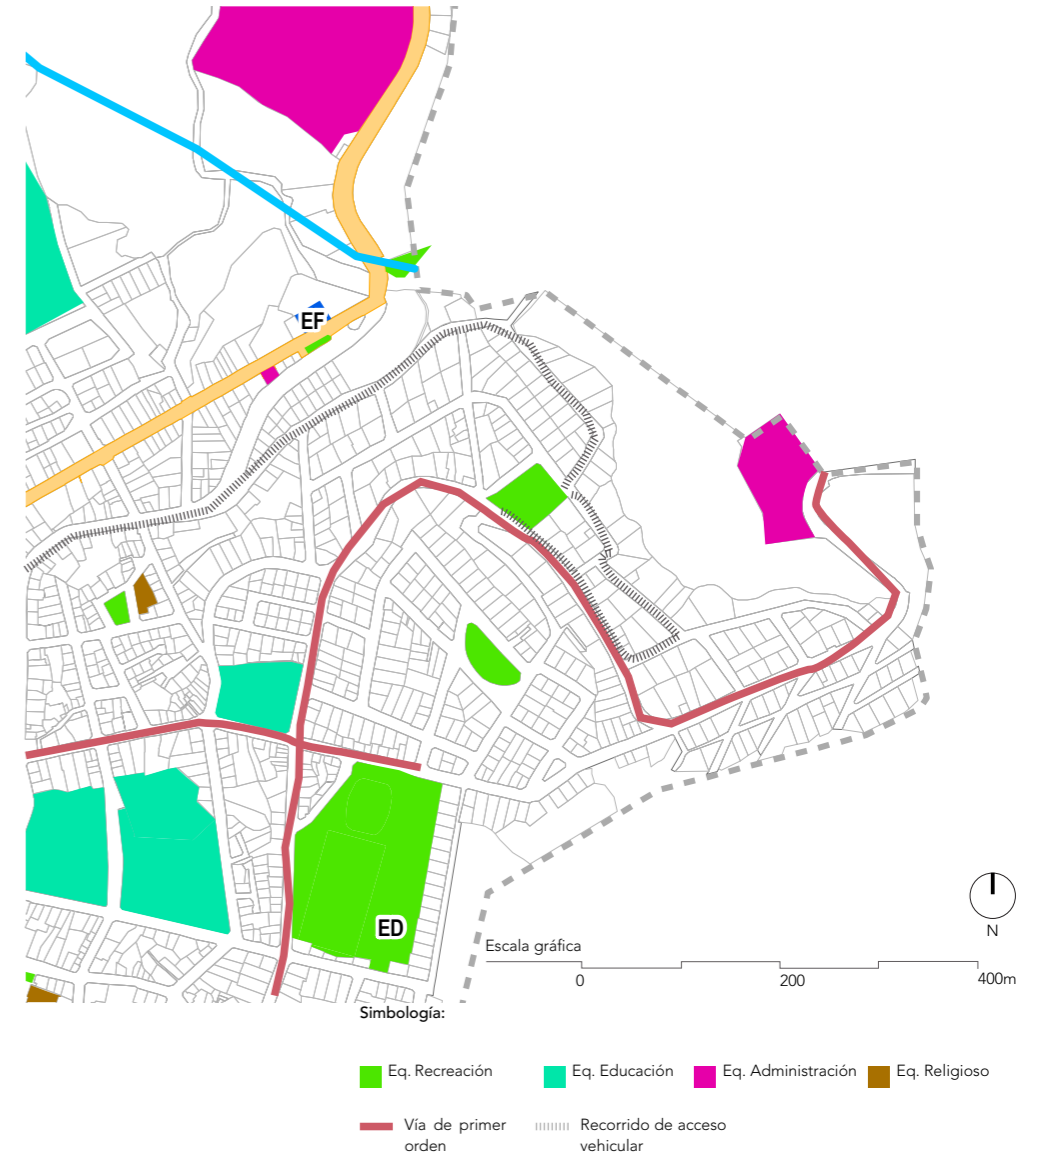 EF
ED
N
Escala gráfica
0 200 400m
Simbología:
Eq. Recreación Eq. Educación Eq. Administración Eq. Religioso
Vía de primer orden Recorrido de acceso vehicular